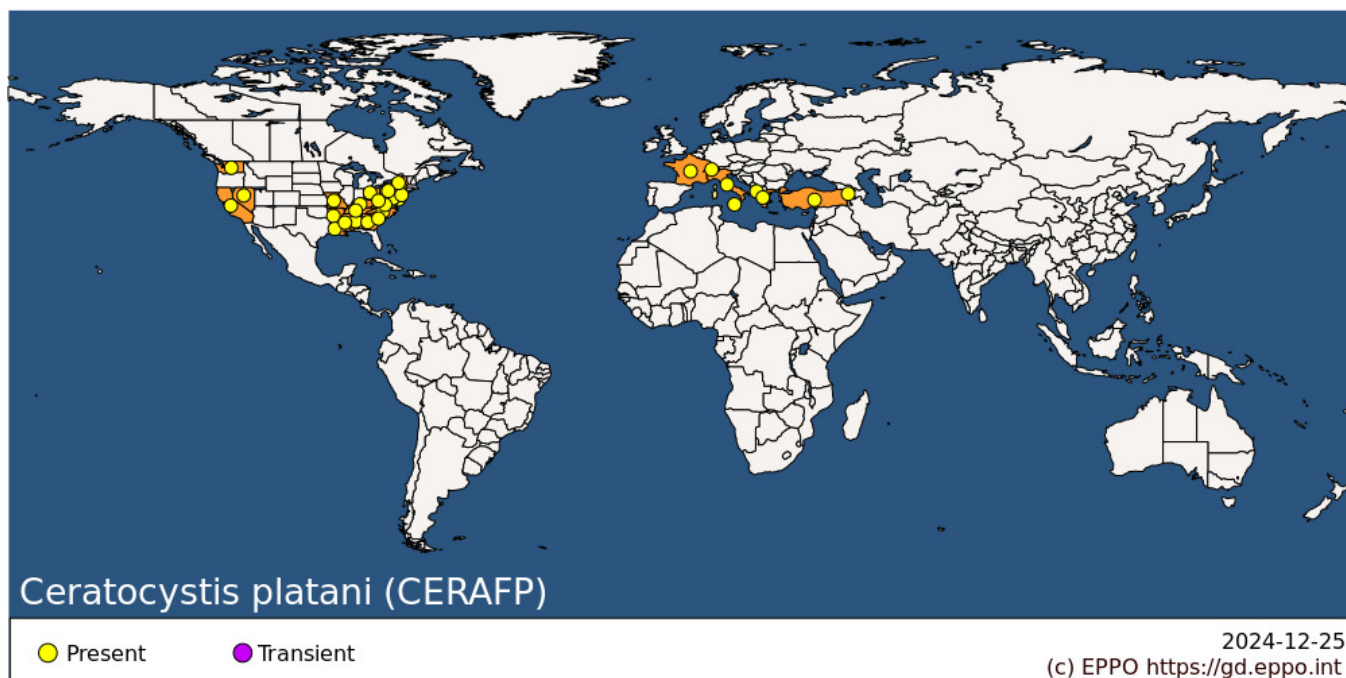 Ceratocystis platani (CERAFP)
Present
Transient
2024-12-25
(c) EPPO https://gd.eppo.int